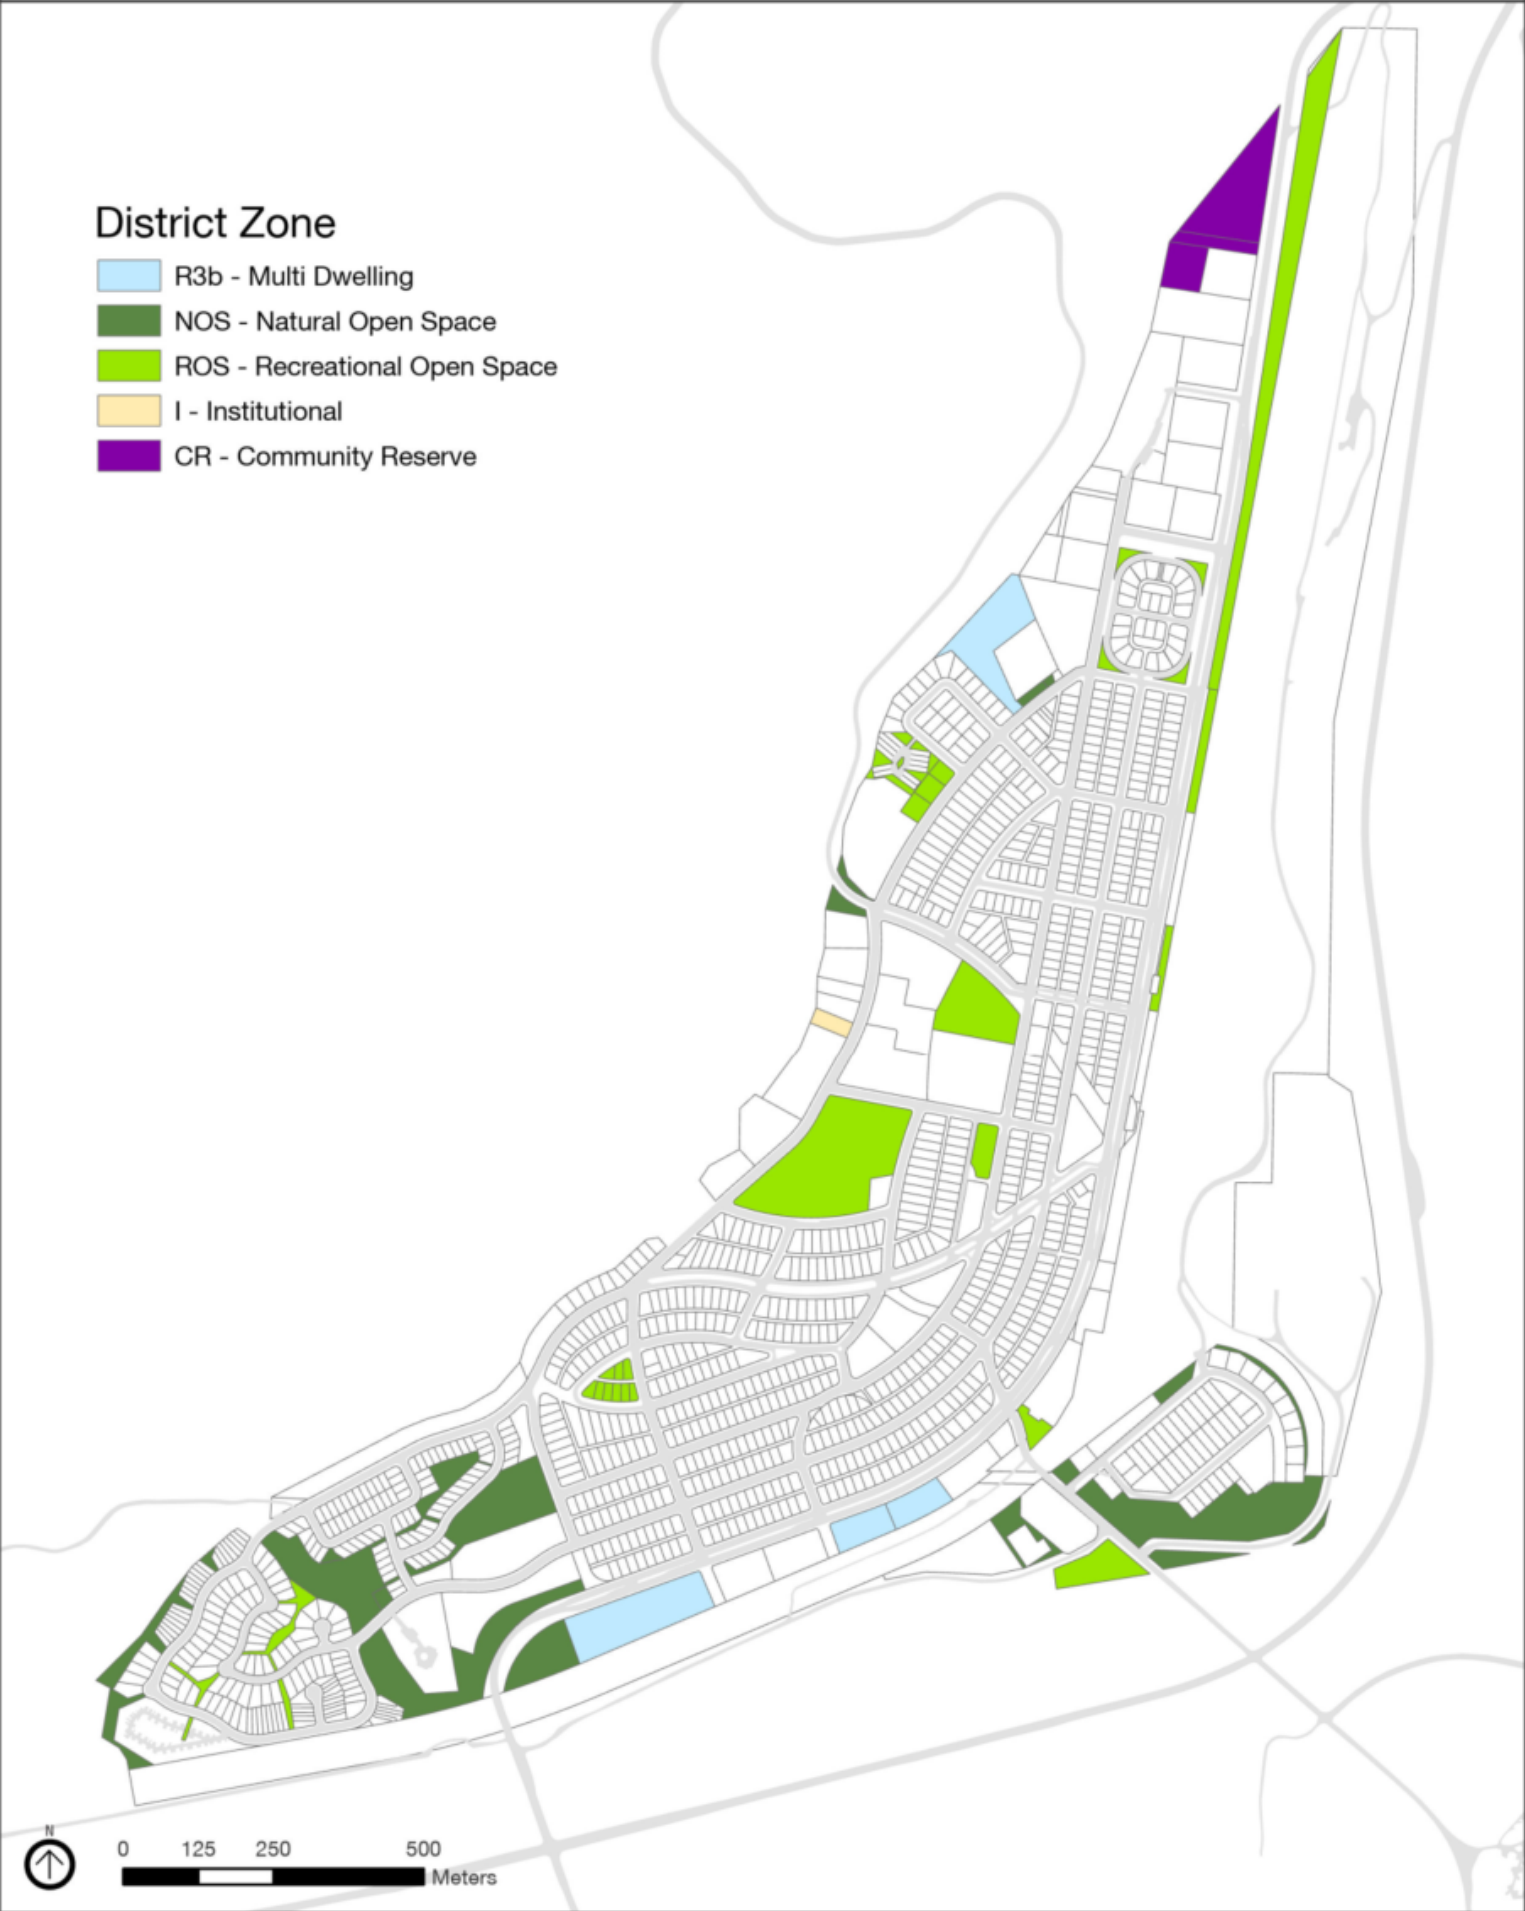 District Zone
R3b - Multi Dwelling
NOS - Natural Open Space
ROS - Recreational Open Space
I - Institutional
CR - Community Reserve
N
0 125 250 500
Meters